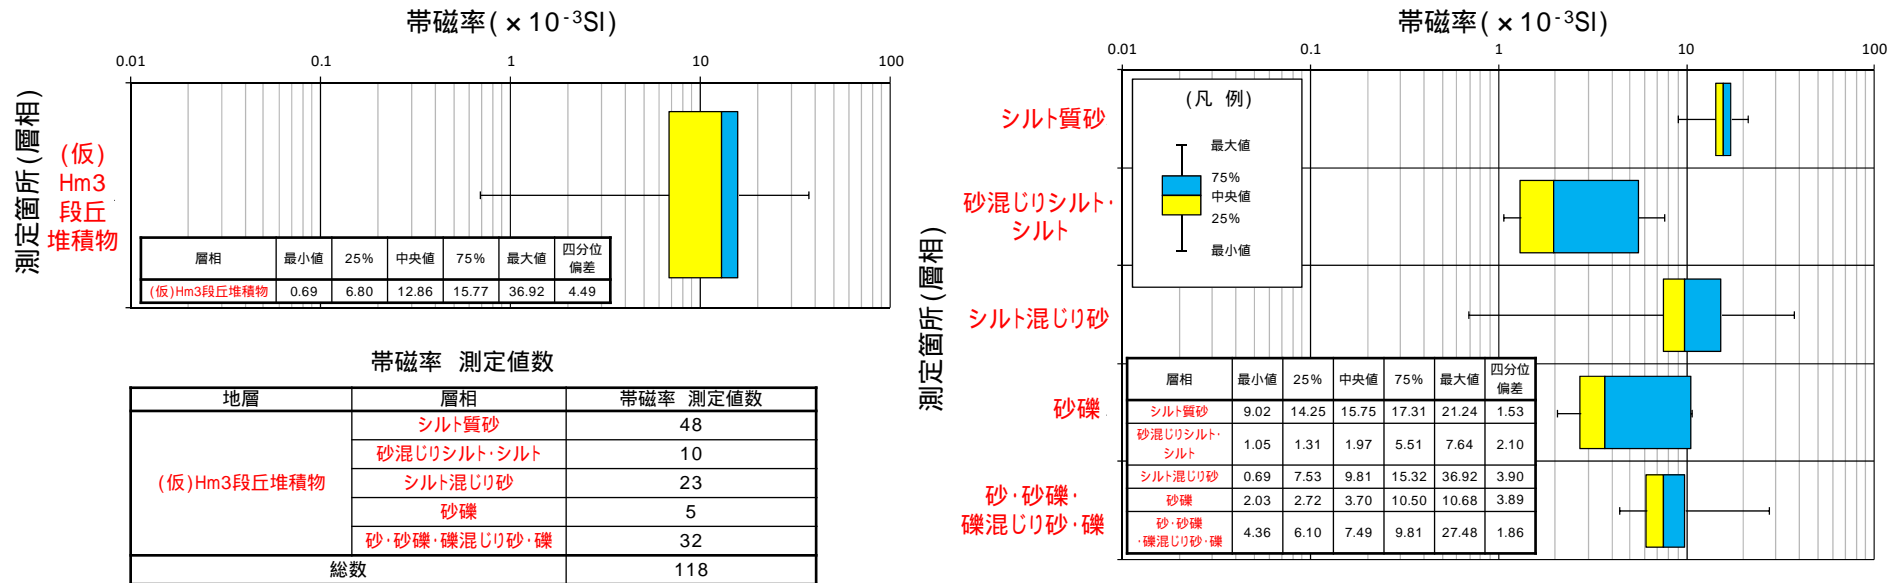 帯磁率(×10⁻³SI)
0.01 0.1 1 10 100
測定箇所(層相)
(仮)
Hm3
段丘
堆積物
層相 最小値 25% 中央値 75% 最大値 四分位
偏差
(仮)Hm3段丘堆積物 0.69 6.80 12.86 15.77 36.92 4.49
帯磁率 測定値数
地層 層相 帯磁率 測定値数
(仮)Hm3段丘堆積物
シルト質砂 48
砂混じりシルト・シルト 10
シルト混じり砂 23
砂礫 5
砂・砂礫・礫混じり砂・礫 32
総数 118
帯磁率(×10⁻³SI)
0.01 0.1 1 10 100
測定箇所(層相)
シルト質砂
砂混じりシルト・
シルト
シルト混じり砂
砂礫
砂・砂礫・
礫混じり砂・礫
(凡 例)
最大値
75%
中央値
25%
最小値
層相 最小値 25% 中央値 75% 最大値 四分位
偏差
シルト質砂 9.02 14.25 15.75 17.31 21.24 1.53
砂混じりシルト・
シルト 1.05 1.31 1.97 5.51 7.64 2.10
シルト混じり砂 0.69 7.53 9.81 15.32 36.92 3.90
砂礫 2.03 2.72 3.70 10.50 10.68 3.89
砂・砂礫
・礫混じり砂・礫 4.36 6.10 7.49 9.81 27.48 1.86